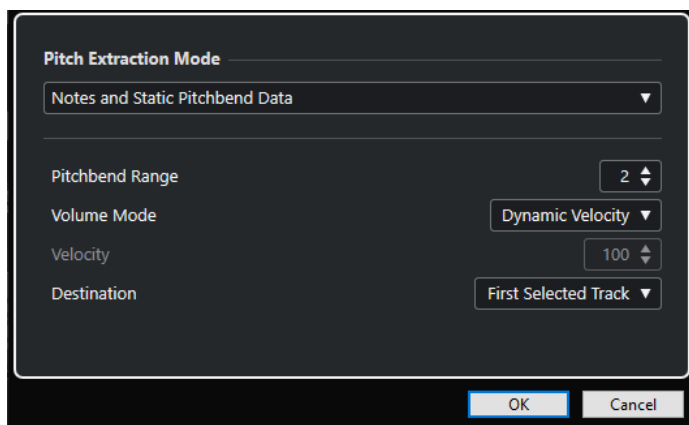 Pitch Extraction Mode
Notes and Static Pitchbend Data
Pitchbend Range 2
Volume Mode Dynamic Velocity
Velocity 100
Destination First Selected Track
OK Cancel